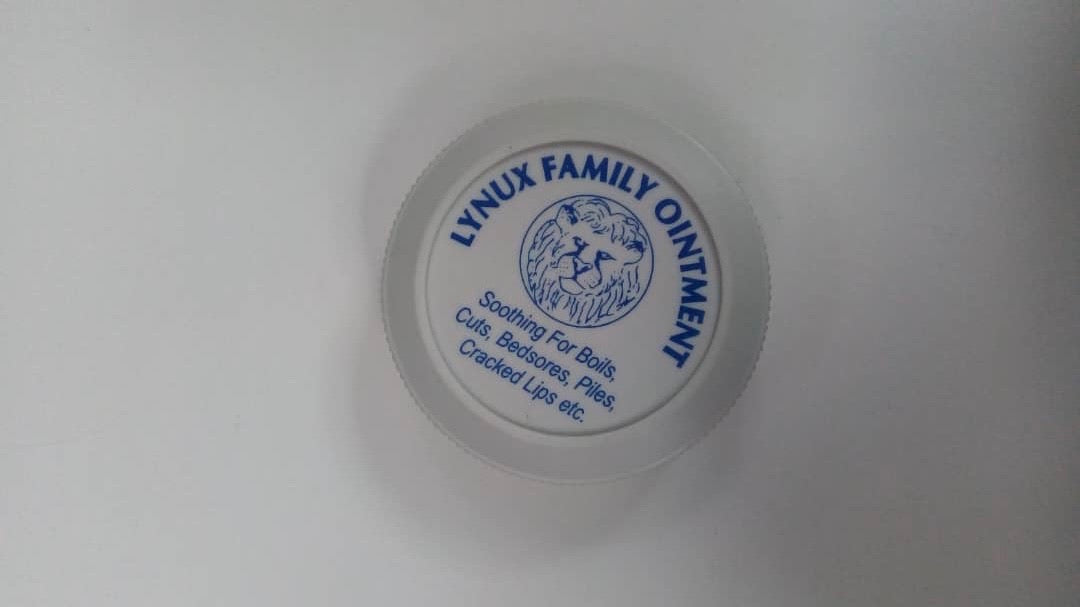 LYNUX FAMILY OINTMENT
Soothing For Boils,
Cuts, Bedsores, Piles,
Cracked Lips etc.